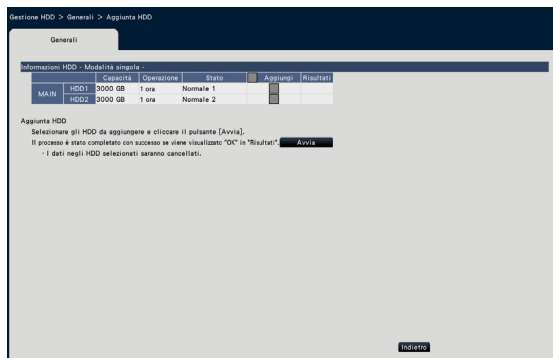 Gestione HDD > Generali > Aggiunta HDD
Generali
Informazioni HDD - Modalità singola -
Capacità Operazione Stato Aggiungi Risultati
MAIN HDD1 3000 GB 1 ora Normale 1
HDD2 3000 GB 1 ora Normale 2
Aggiunta HDD
Selezionare gli HDD da aggiungere e cliccare il pulsante [Avvia].
Il processo è stato completato con successo se viene visualizzato "OK" in "Risultati". Avvia
· I dati negli HDD selezionati saranno cancellati.
Indietro